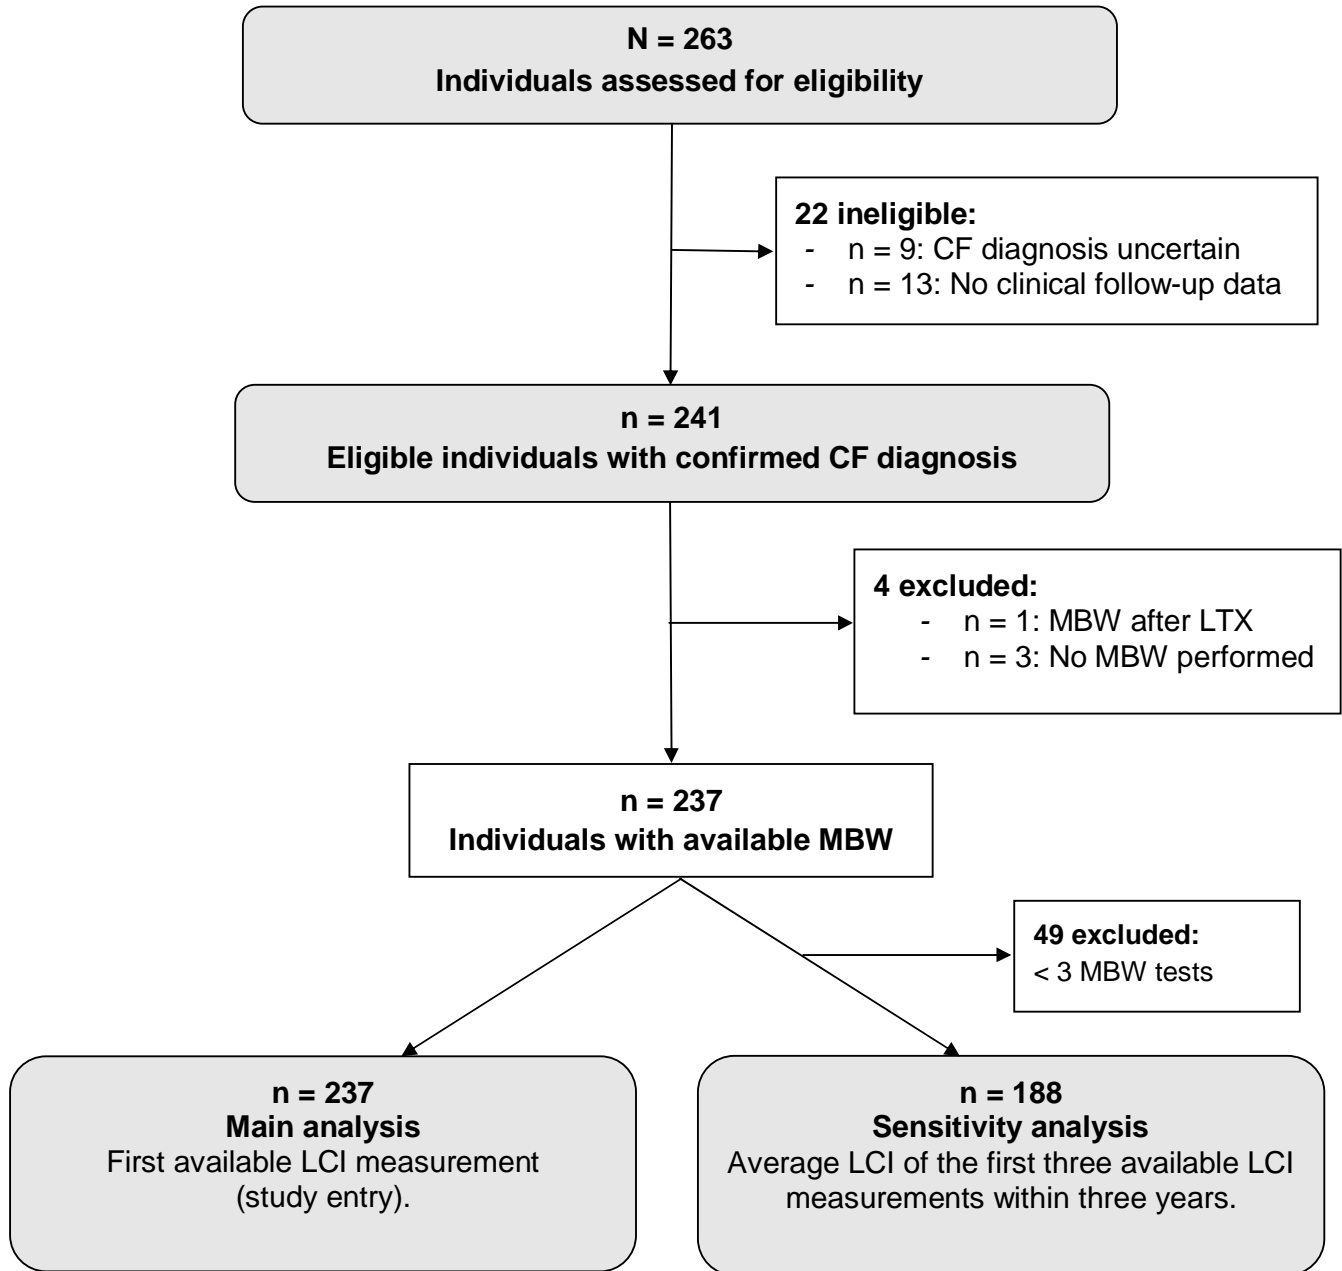 N = 263
Individuals assessed for eligibility
22 ineligible:
- n = 9: CF diagnosis uncertain
- n = 13: No clinical follow-up data
n = 241
Eligible individuals with confirmed CF diagnosis
4 excluded:
- n = 1: MBW after LTX
- n = 3: No MBW performed
n = 237
Individuals with available MBW
49 excluded:
< 3 MBW tests
n = 237
Main analysis
First available LCI measurement
(study entry).
n = 188
Sensitivity analysis
Average LCI of the first three available LCI
measurements within three years.